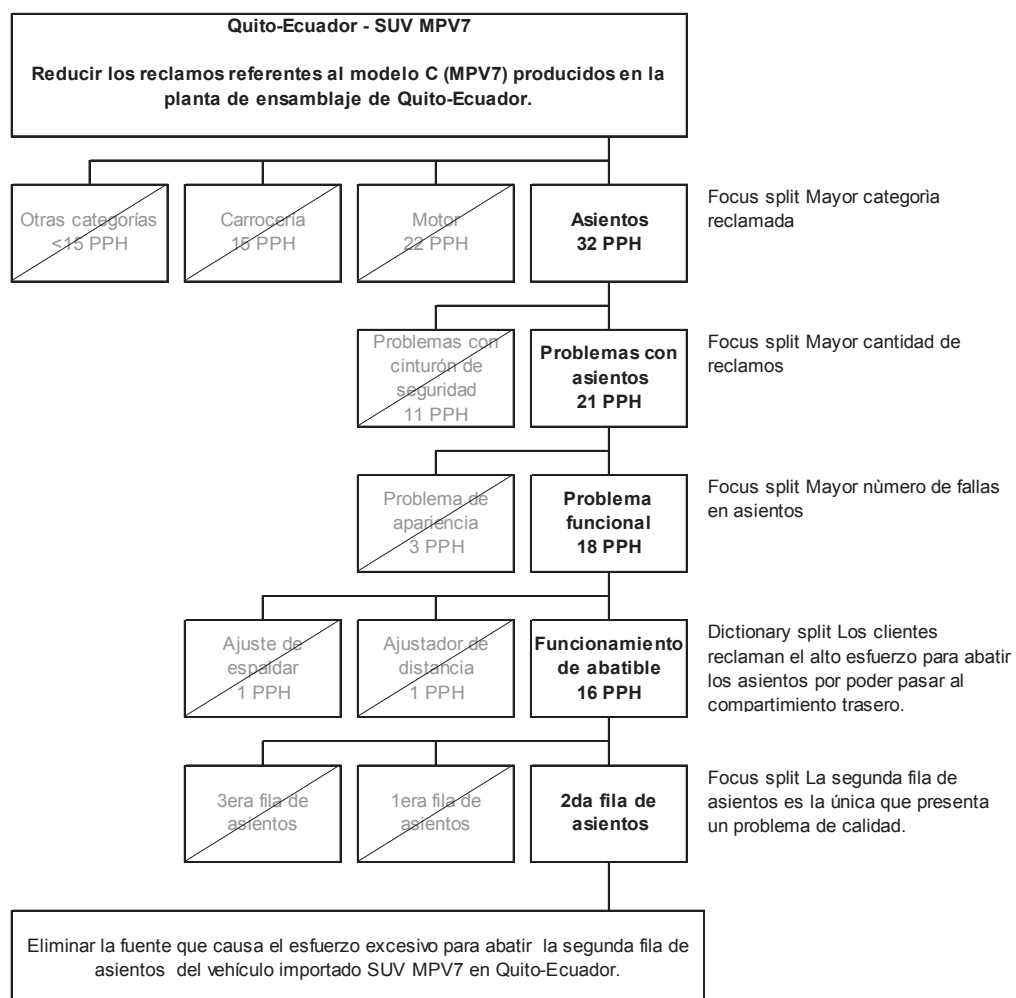 Quito-Ecuador - SUV MPV7
Reducir los reclamos referentes al modelo C (MPV7) producidos en la
planta de ensamblaje de Quito-Ecuador.
Otras categorías
<15 PPH
Carrocería
15 PPH
Motor
22 PPH
Asientos
32 PPH
Focus split Mayor categorìa
reclamada
Problemas con
cinturón de
seguridad
11 PPH
Problemas con
asientos
21 PPH
Focus split Mayor cantidad de
reclamos
Problema de
apariencia
3 PPH
Problema
funcional
18 PPH
Focus split Mayor nùmero de fallas
en asientos
Ajuste de
espaldar
1 PPH
Ajustador de
distancia
1 PPH
Funcionamiento
de abatible
16 PPH
Dictionary split Los clientes
reclaman el alto esfuerzo para abatir
los asientos por poder pasar al
compartimiento trasero.
3era fila de
asientos
1era fila de
asientos
2da fila de
asientos
Focus split La segunda fila de
asientos es la única que presenta
un problema de calidad.
Eliminar la fuente que causa el esfuerzo excesivo para abatir la segunda fila de
asientos del vehículo importado SUV MPV7 en Quito-Ecuador.